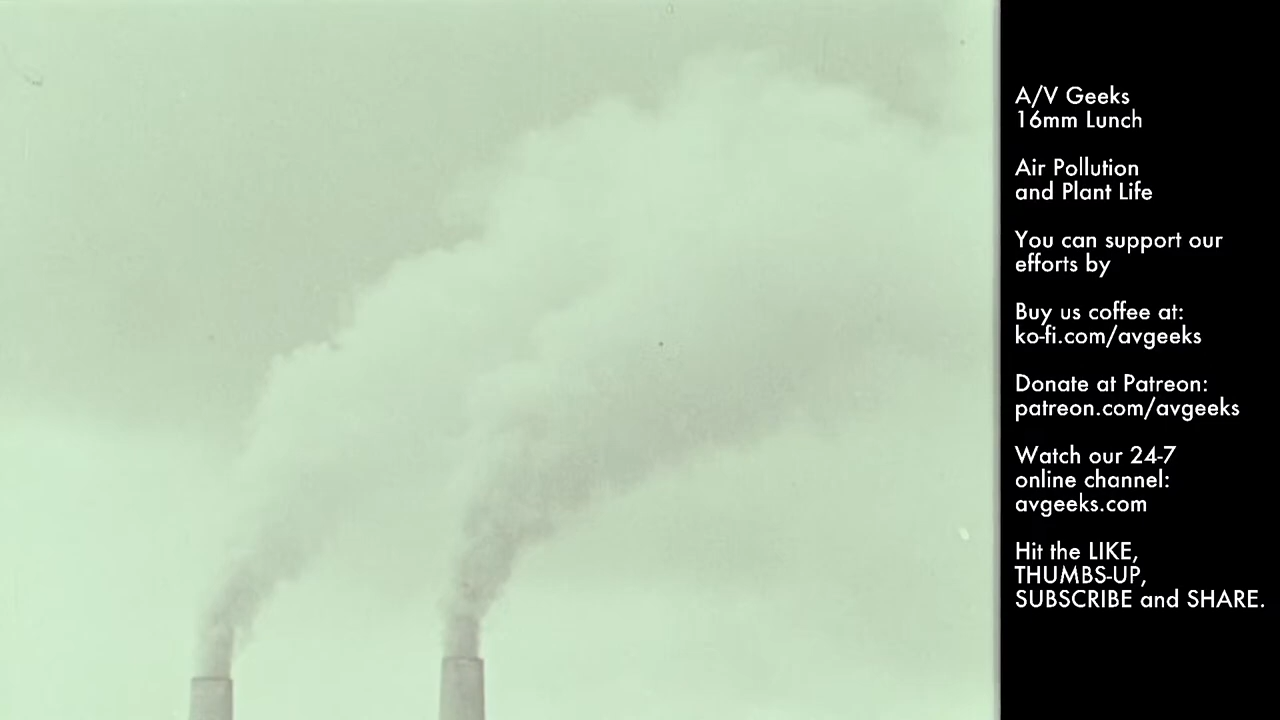 A/V Geeks
16mm Lunch
Air Pollution
and Plant Life
You can support our
efforts by
Buy us coffee at:
ko-fi.com/avgeeks
Donate at Patreon:
patreon.com/avgeeks
Watch our 24-7
online channel:
avgeeks.com
Hit the LIKE,
THUMBS-UP,
SUBSCRIBE and SHARE.